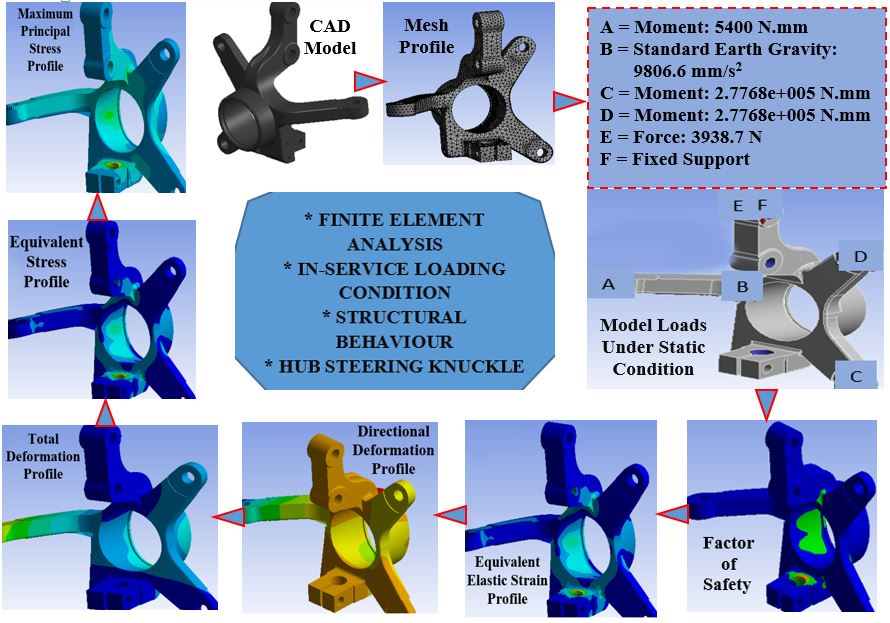 Maximum
Principal
Stress
Profile
CAD
Model
Mesh
Profile
A = Moment: 5400 N.mm
B = Standard Earth Gravity:
9806.6 mm/s²
C = Moment: 2.7768e+005 N.mm
D = Moment: 2.7768e+005 N.mm
E = Force: 3938.7 N
F = Fixed Support
Equivalent
Stress
Profile
* FINITE ELEMENT
ANALYSIS
* IN-SERVICE LOADING
CONDITION
* STRUCTURAL
BEHAVIOUR
* HUB STEERING KNUCKLE
E F
D
A
B
Model Loads
Under Static
Condition
C
Total
Deformation
Profile
Directional
Deformation
Profile
Equivalent
Elastic Strain
Profile
Factor
of
Safety